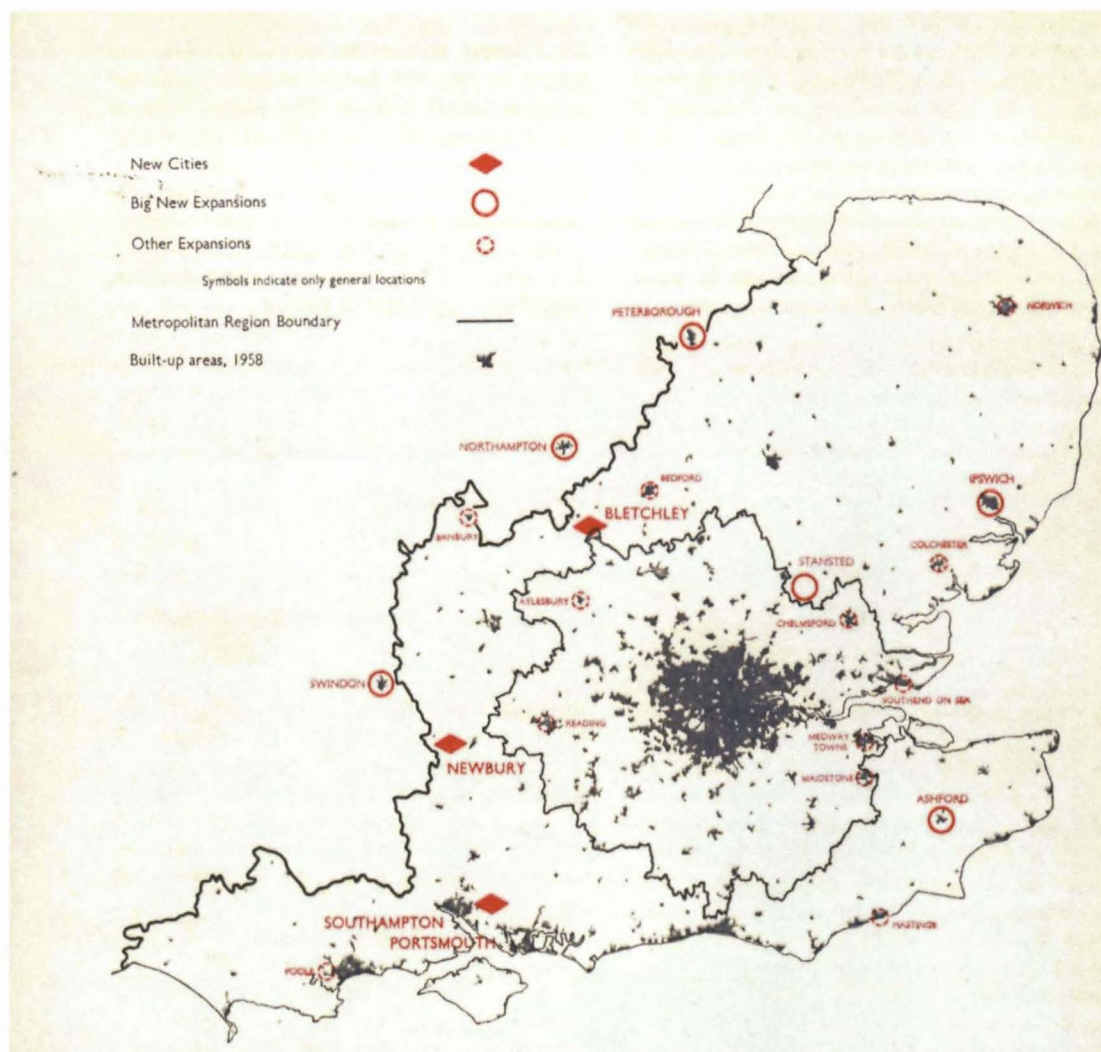 New Cities
Big New Expansions
Other Expansions
Symbols indicate only general locations
Metropolitan Region Boundary
Built-up areas, 1958
PETERBOROUGH
NORWICH
NORTHAMPTON
BEDFORD
IPSWICH
BLETCHLEY
BANBURY
COLCHESTER
STANSTED
AYLESBURY
CHELMSFORD
SWINDON
SOUTHEND ON SEA
READING
MEDWAY
TOWNS
NEWBURY
MAIDSTONE
ASHFORD
SOUTHAMPTON
HASTINGS
PORTSMOUTH
POOLE